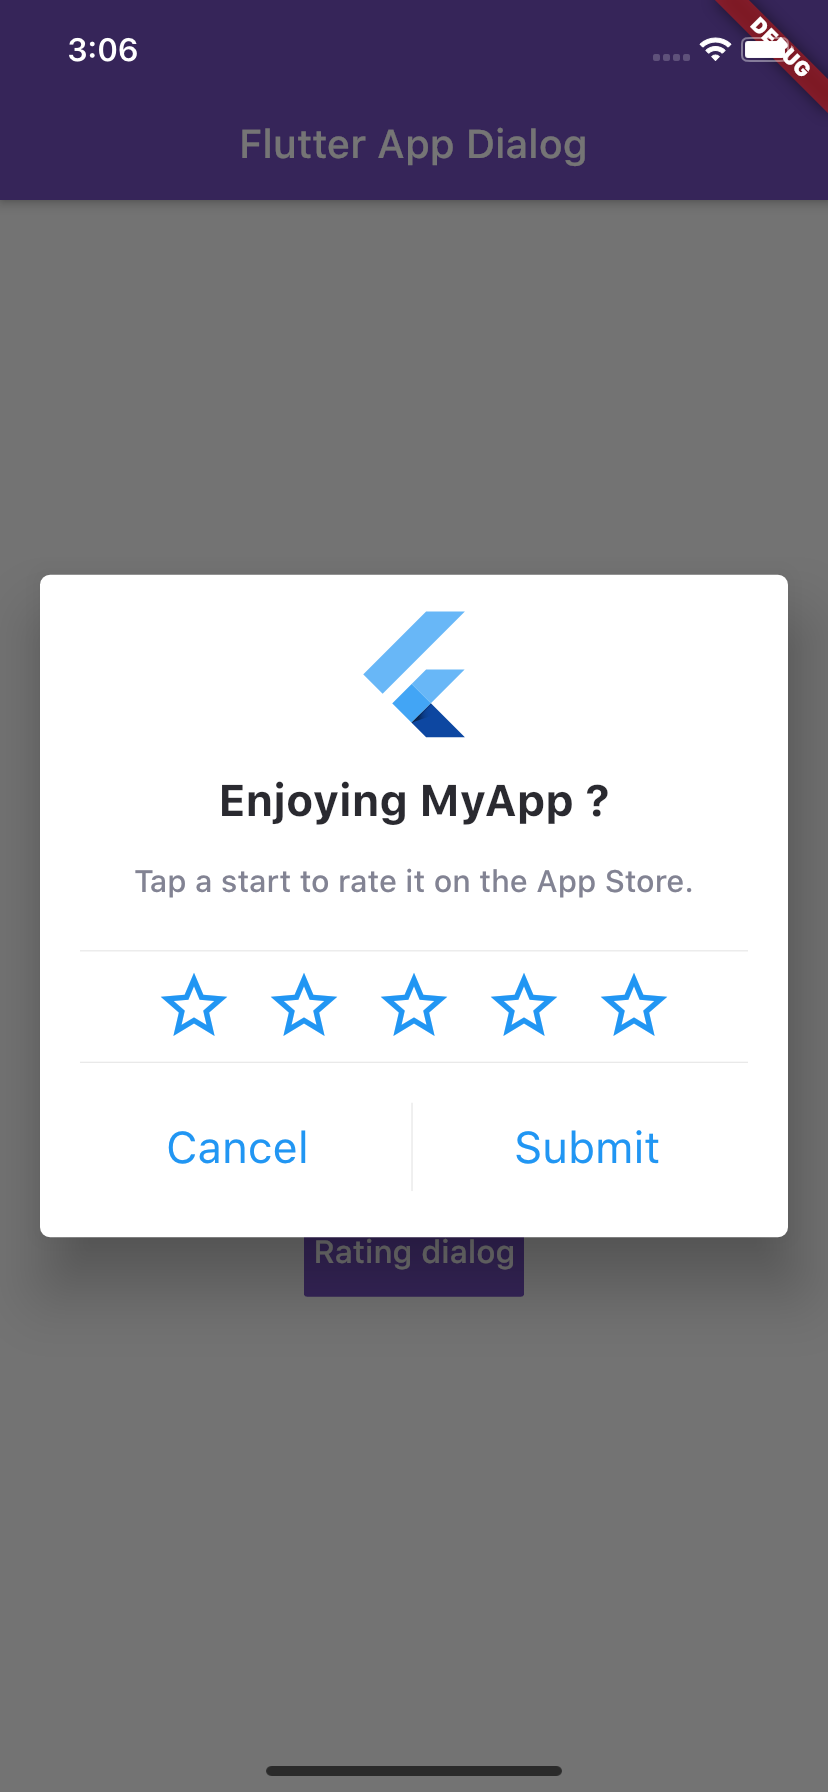 3:06
DEBUG
Flutter App Dialog
Enjoying MyApp ?
Tap a start to rate it on the App Store.
Cancel
Submit
Rating dialog